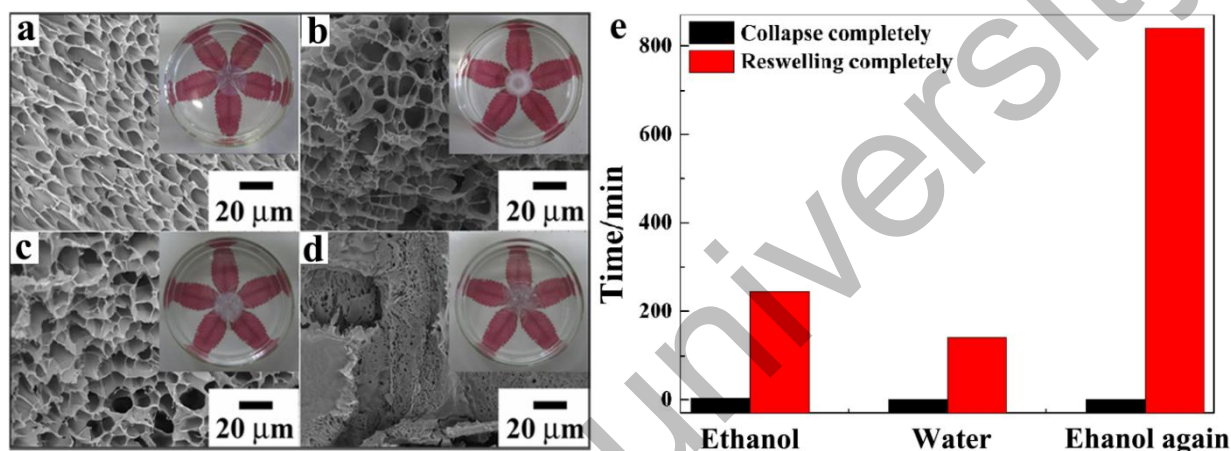 a
20 μm
b
20 μm
c
20 μm
d
20 μm
e
Collapse completely
Reswelling completely
Time/min
800
600
400
200
0
Ethanol Water Ehanol again
university